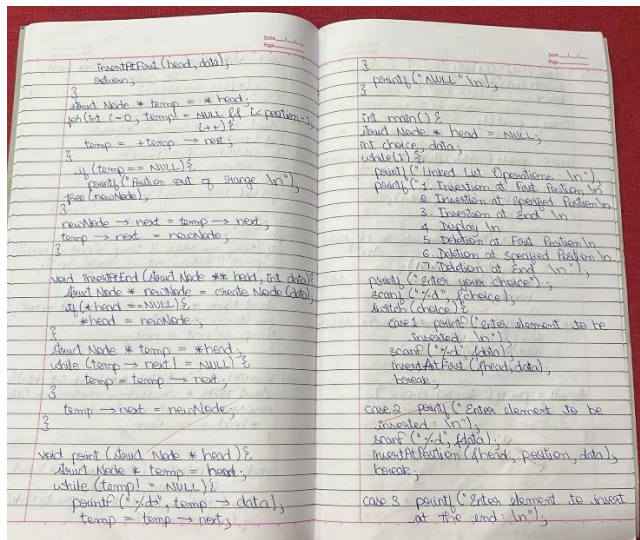 Date
Page
insertAtFirst (head, data);
return;
}
struct Node * temp = * head;
for (int i=0, temp! = NULL && i< position-1,
i++) {
temp = +temp → next;
}
if (temp == NULL) {
printf ("Position out of range \n");
free (newNode);
}
newNode → next = temp → next;
temp → next = newNode;
}
void insertAtEnd (struct Node ** head, int data) {
struct Node * newNode = create Node (data);
if (*head == NULL) {
*head = newNode;
}
struct Node * temp = *head;
while (temp → next! = NULL) {
temp = temp → next;
}
temp → next = newNode;
}
void print (struct Node * head) {
struct Node * temp = head;
while (temp! = NULL) {
printf ("%d", temp → data);
temp = temp → next;
Date
Page
}
printf ("NULL" \n);
}
int main() {
struct Node * head = NULL;
int choice, data;
while(1) {
printf ("Linked List Operations \n");
printf ("1. Insertion at First Position \n
2. Insertion at Specified Position \n
3. Insertion at End \n
4. Display \n
5. Deletion at First Position \n
6. Deletion at specified Position \n
7. Deletion at End \n");
printf ("Enter your choice");
scanf ("%d", &choice);
switch (choice) {
case 1: printf ("Enter element to be
inserted: \n");
scanf ("%d", &data);
insertAtFirst (&head, data);
break;
case 2 printf ("Enter element to be
inserted: \n");
scanf ("%d", &data);
insertAtPosition (&head, position, data);
break;
case 3 printf ("Enter element to insert
at the end: \n");